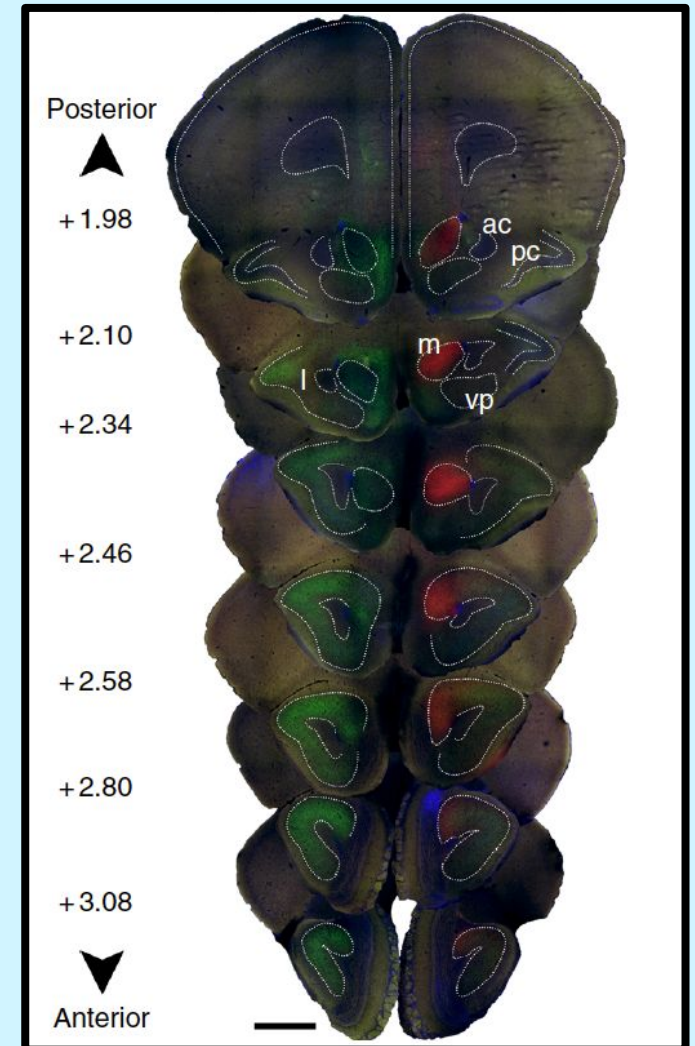 Posterior
+1.98
ac
pc
+2.10
m
l
vp
+2.34
+2.46
+2.58
+2.80
+3.08
Anterior